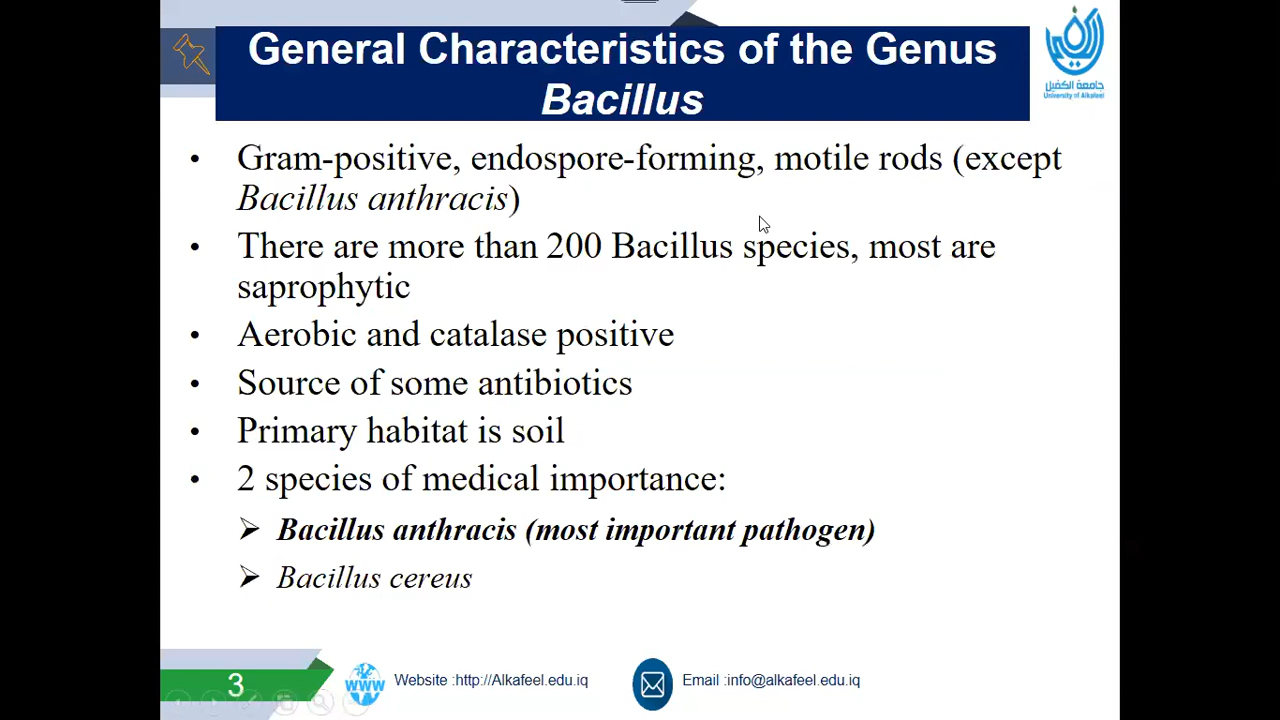 General Characteristics of the Genus
Bacillus
جامعة الكفيل
University of Alkafeel
• Gram-positive, endospore-forming, motile rods (except
Bacillus anthracis)
• There are more than 200 Bacillus species, most are
saprophytic
• Aerobic and catalase positive
• Source of some antibiotics
• Primary habitat is soil
• 2 species of medical importance:
➢ Bacillus anthracis (most important pathogen)
➢ Bacillus cereus
3
WWW
Website :http://Alkafeel.edu.iq
Email :info@alkafeel.edu.iq